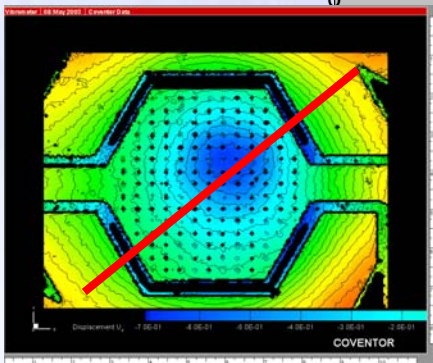 Vibrometer | 08 May 2003 | Coventor Data
Displacement U -7.0E-01 -6.0E-01 -5.0E-01 -4.0E-01 -3.0E-01 -2.0E-01
COVENTOR